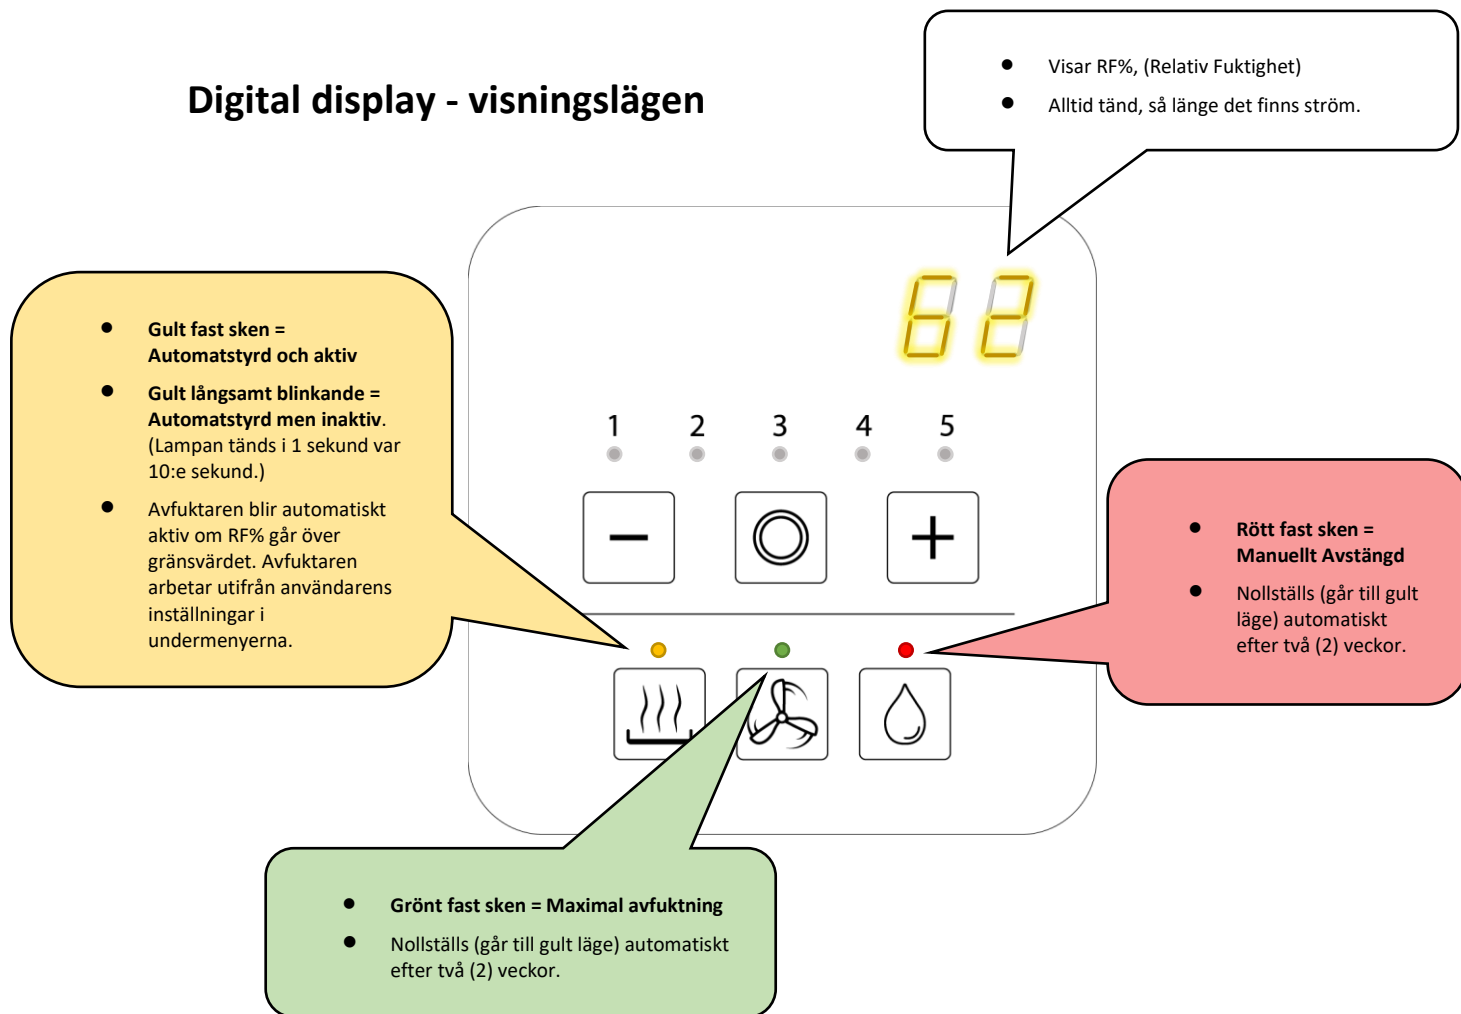 Digital display - visningslägen
• Visar RF%, (Relativ Fuktighet)
• Alltid tänd, så länge det finns ström.
62
• Gult fast sken =
Automatstyrd och aktiv
• Gult långsamt blinkande =
Automatstyrd men inaktiv.
(Lampan tänds i 1 sekund var
10:e sekund.)
• Avfuktaren blir automatiskt
aktiv om RF% går över
gränsvärdet. Avfuktaren
arbetar utifrån användarens
inställningar i
undermenyerna.
1 2 3 4 5
• Rött fast sken =
Manuellt Avstängd
• Nollställs (går till gult
läge) automatiskt
efter två (2) veckor.
• Grönt fast sken = Maximal avfuktning
• Nollställs (går till gult läge) automatiskt
efter två (2) veckor.